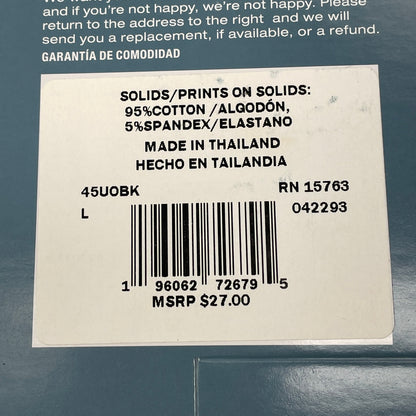 and if you're not happy, we're not happy. Please
return to the address to the right and we will
send you a replacement, if available, or a refund.
GARANTÍA DE COMODIDAD
SOLIDS/PRINTS ON SOLIDS:
95%COTTON/ALGODÓN,
5%SPANDEX/ELASTANO
MADE IN THAILAND
HECHO EN TAILANDIA
45UOBK RN 15763
L 042293
1 96062 72679 5
MSRP $27.00